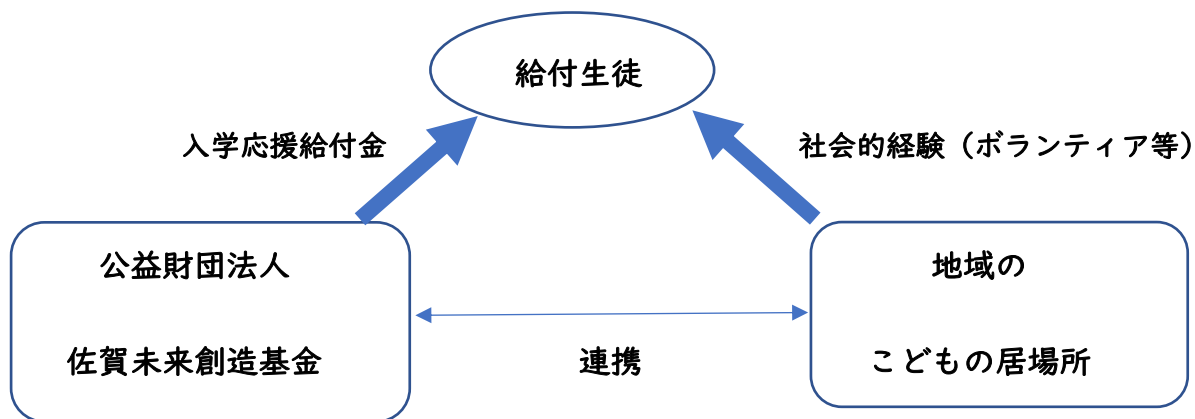 給付生徒
入学応援給付金
社会的経験（ボランティア等）
公益財団法人
佐賀未来創造基金
連携
地域の
こどもの居場所